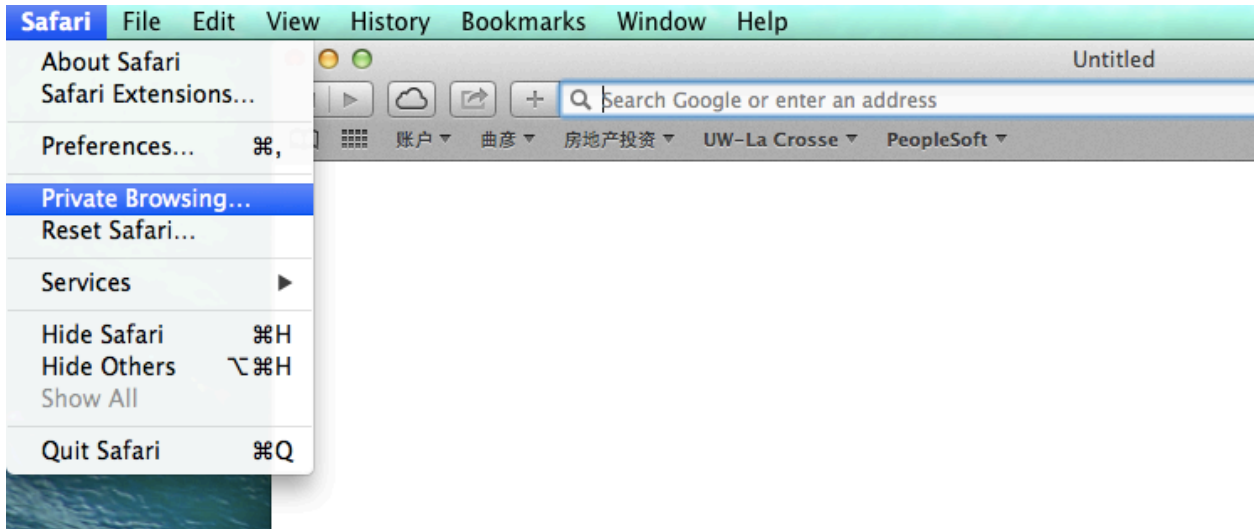 Safari File Edit View History Bookmarks Window Help
Untitled
Search Google or enter an address
账户 曲彦 房地产投资 UW-La Crosse PeopleSoft
About Safari
Safari Extensions...
Preferences... ⌘,
Private Browsing...
Reset Safari...
Services
Hide Safari ⌘H
Hide Others ⌥⌘H
Show All
Quit Safari ⌘Q